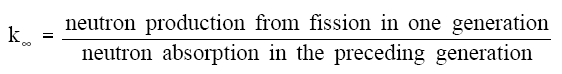 k∞ = neutron production from fission in one generation
neutron absorption in the preceding generation